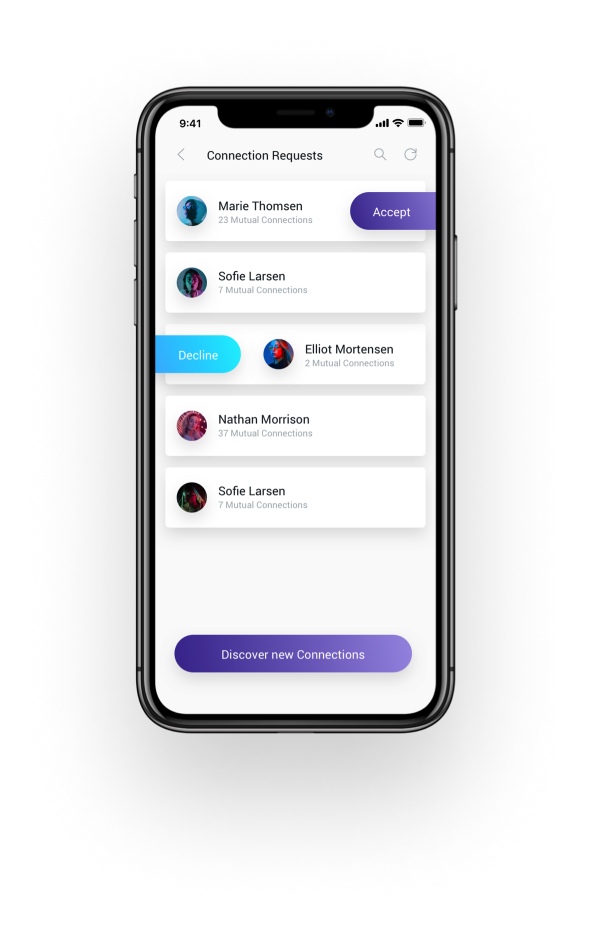 9:41
Connection Requests
Marie Thomsen
23 Mutual Connections
Accept
Sofie Larsen
7 Mutual Connections
Decline
Elliot Mortensen
2 Mutual Connections
Nathan Morrison
37 Mutual Connections
Sofie Larsen
7 Mutual Connections
Discover new Connections